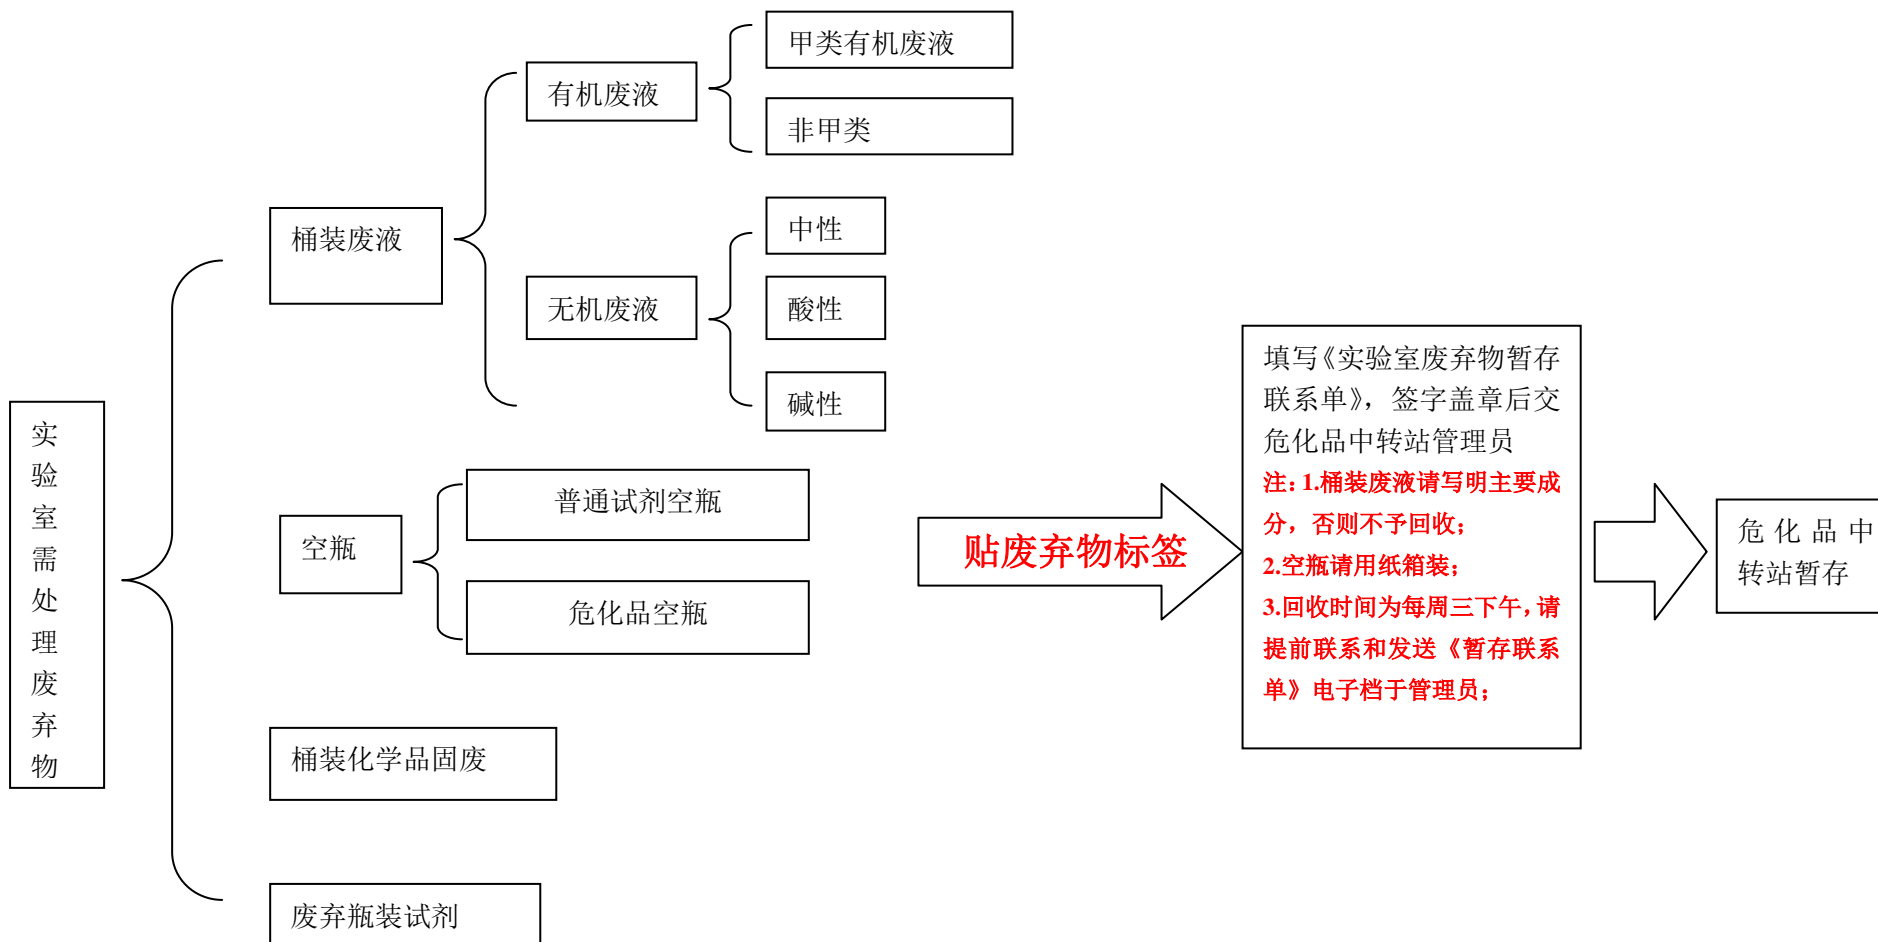 实
验
室
需
处
理
废
弃
物
桶装废液
有机废液
甲类有机废液
非甲类
无机废液
中性
酸性
碱性
空瓶
普通试剂空瓶
危化品空瓶
桶装化学品固废
废弃瓶装试剂
贴废弃物标签
填写《实验室废弃物暂存
联系单》，签字盖章后交
危化品中转站管理员
注：1.桶装废液请写明主要成
分，否则不予回收；
2.空瓶请用纸箱装；
3.回收时间为每周三下午，请
提前联系和发送《暂存联系
单》电子档于管理员；
危化品中
转站暂存